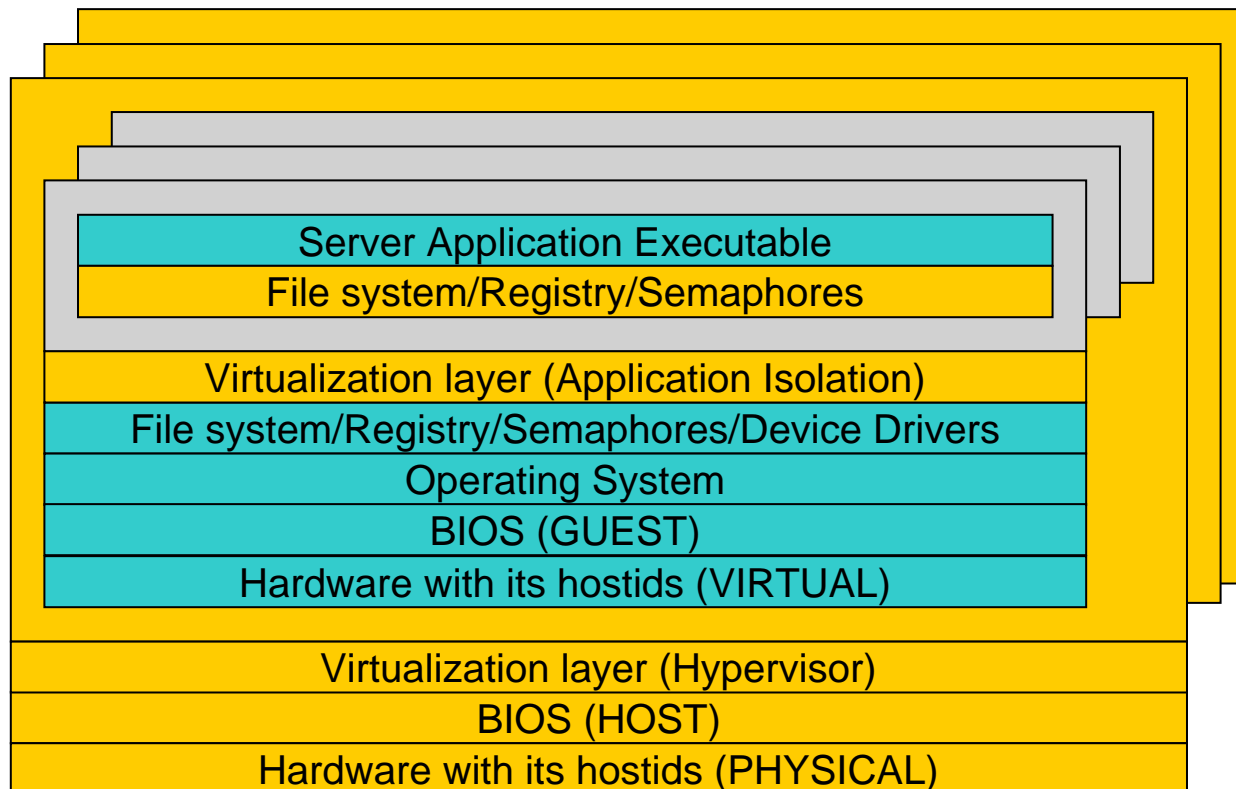 Server Application Executable
File system/Registry/Semaphores
Virtualization layer (Application Isolation)
File system/Registry/Semaphores/Device Drivers
Operating System
BIOS (GUEST)
Hardware with its hostids (VIRTUAL)
Virtualization layer (Hypervisor)
BIOS (HOST)
Hardware with its hostids (PHYSICAL)